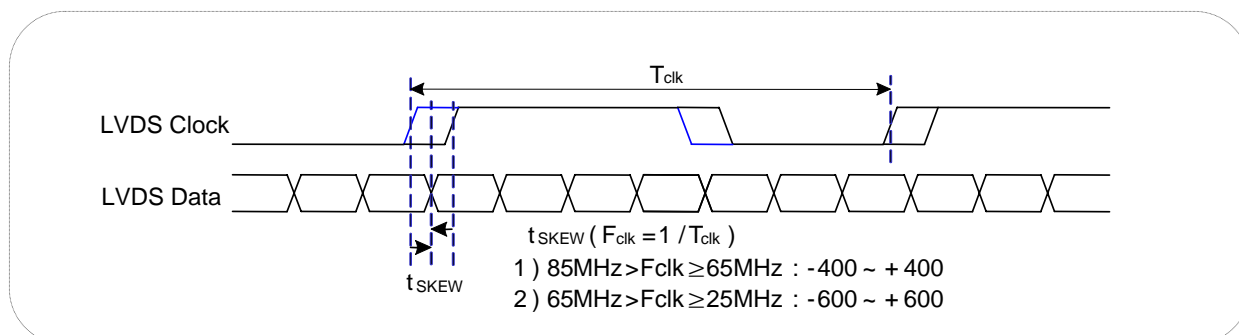 Tclk
LVDS Clock
LVDS Data
tSKEW ( Fclk = 1 / Tclk )
1 ) 85MHz > Fclk ≥ 65MHz : -400 ~ + 400
tSKEW
2 ) 65MHz > Fclk ≥ 25MHz : -600 ~ + 600